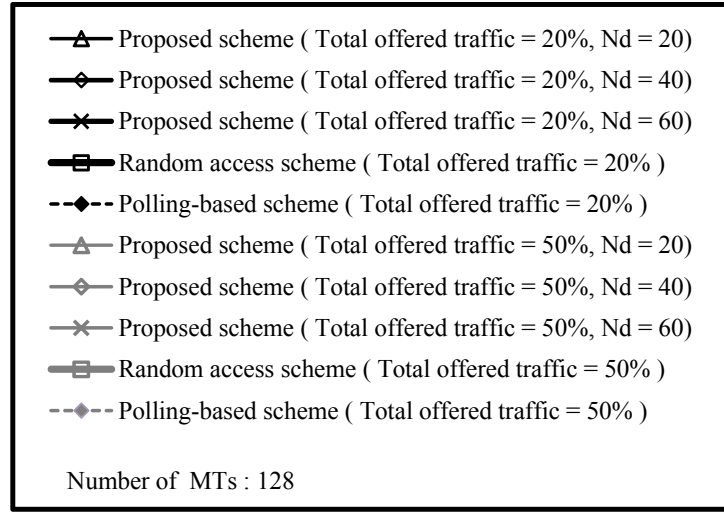 Proposed scheme ( Total offered traffic = 20%, Nd = 20)
Proposed scheme ( Total offered traffic = 20%, Nd = 40)
Proposed scheme ( Total offered traffic = 20%, Nd = 60)
Random access scheme ( Total offered traffic = 20% )
Polling-based scheme ( Total offered traffic = 20% )
Proposed scheme ( Total offered traffic = 50%, Nd = 20)
Proposed scheme ( Total offered traffic = 50%, Nd = 40)
Proposed scheme ( Total offered traffic = 50%, Nd = 60)
Random access scheme ( Total offered traffic = 50% )
Polling-based scheme ( Total offered traffic = 50% )
Number of MTs : 128